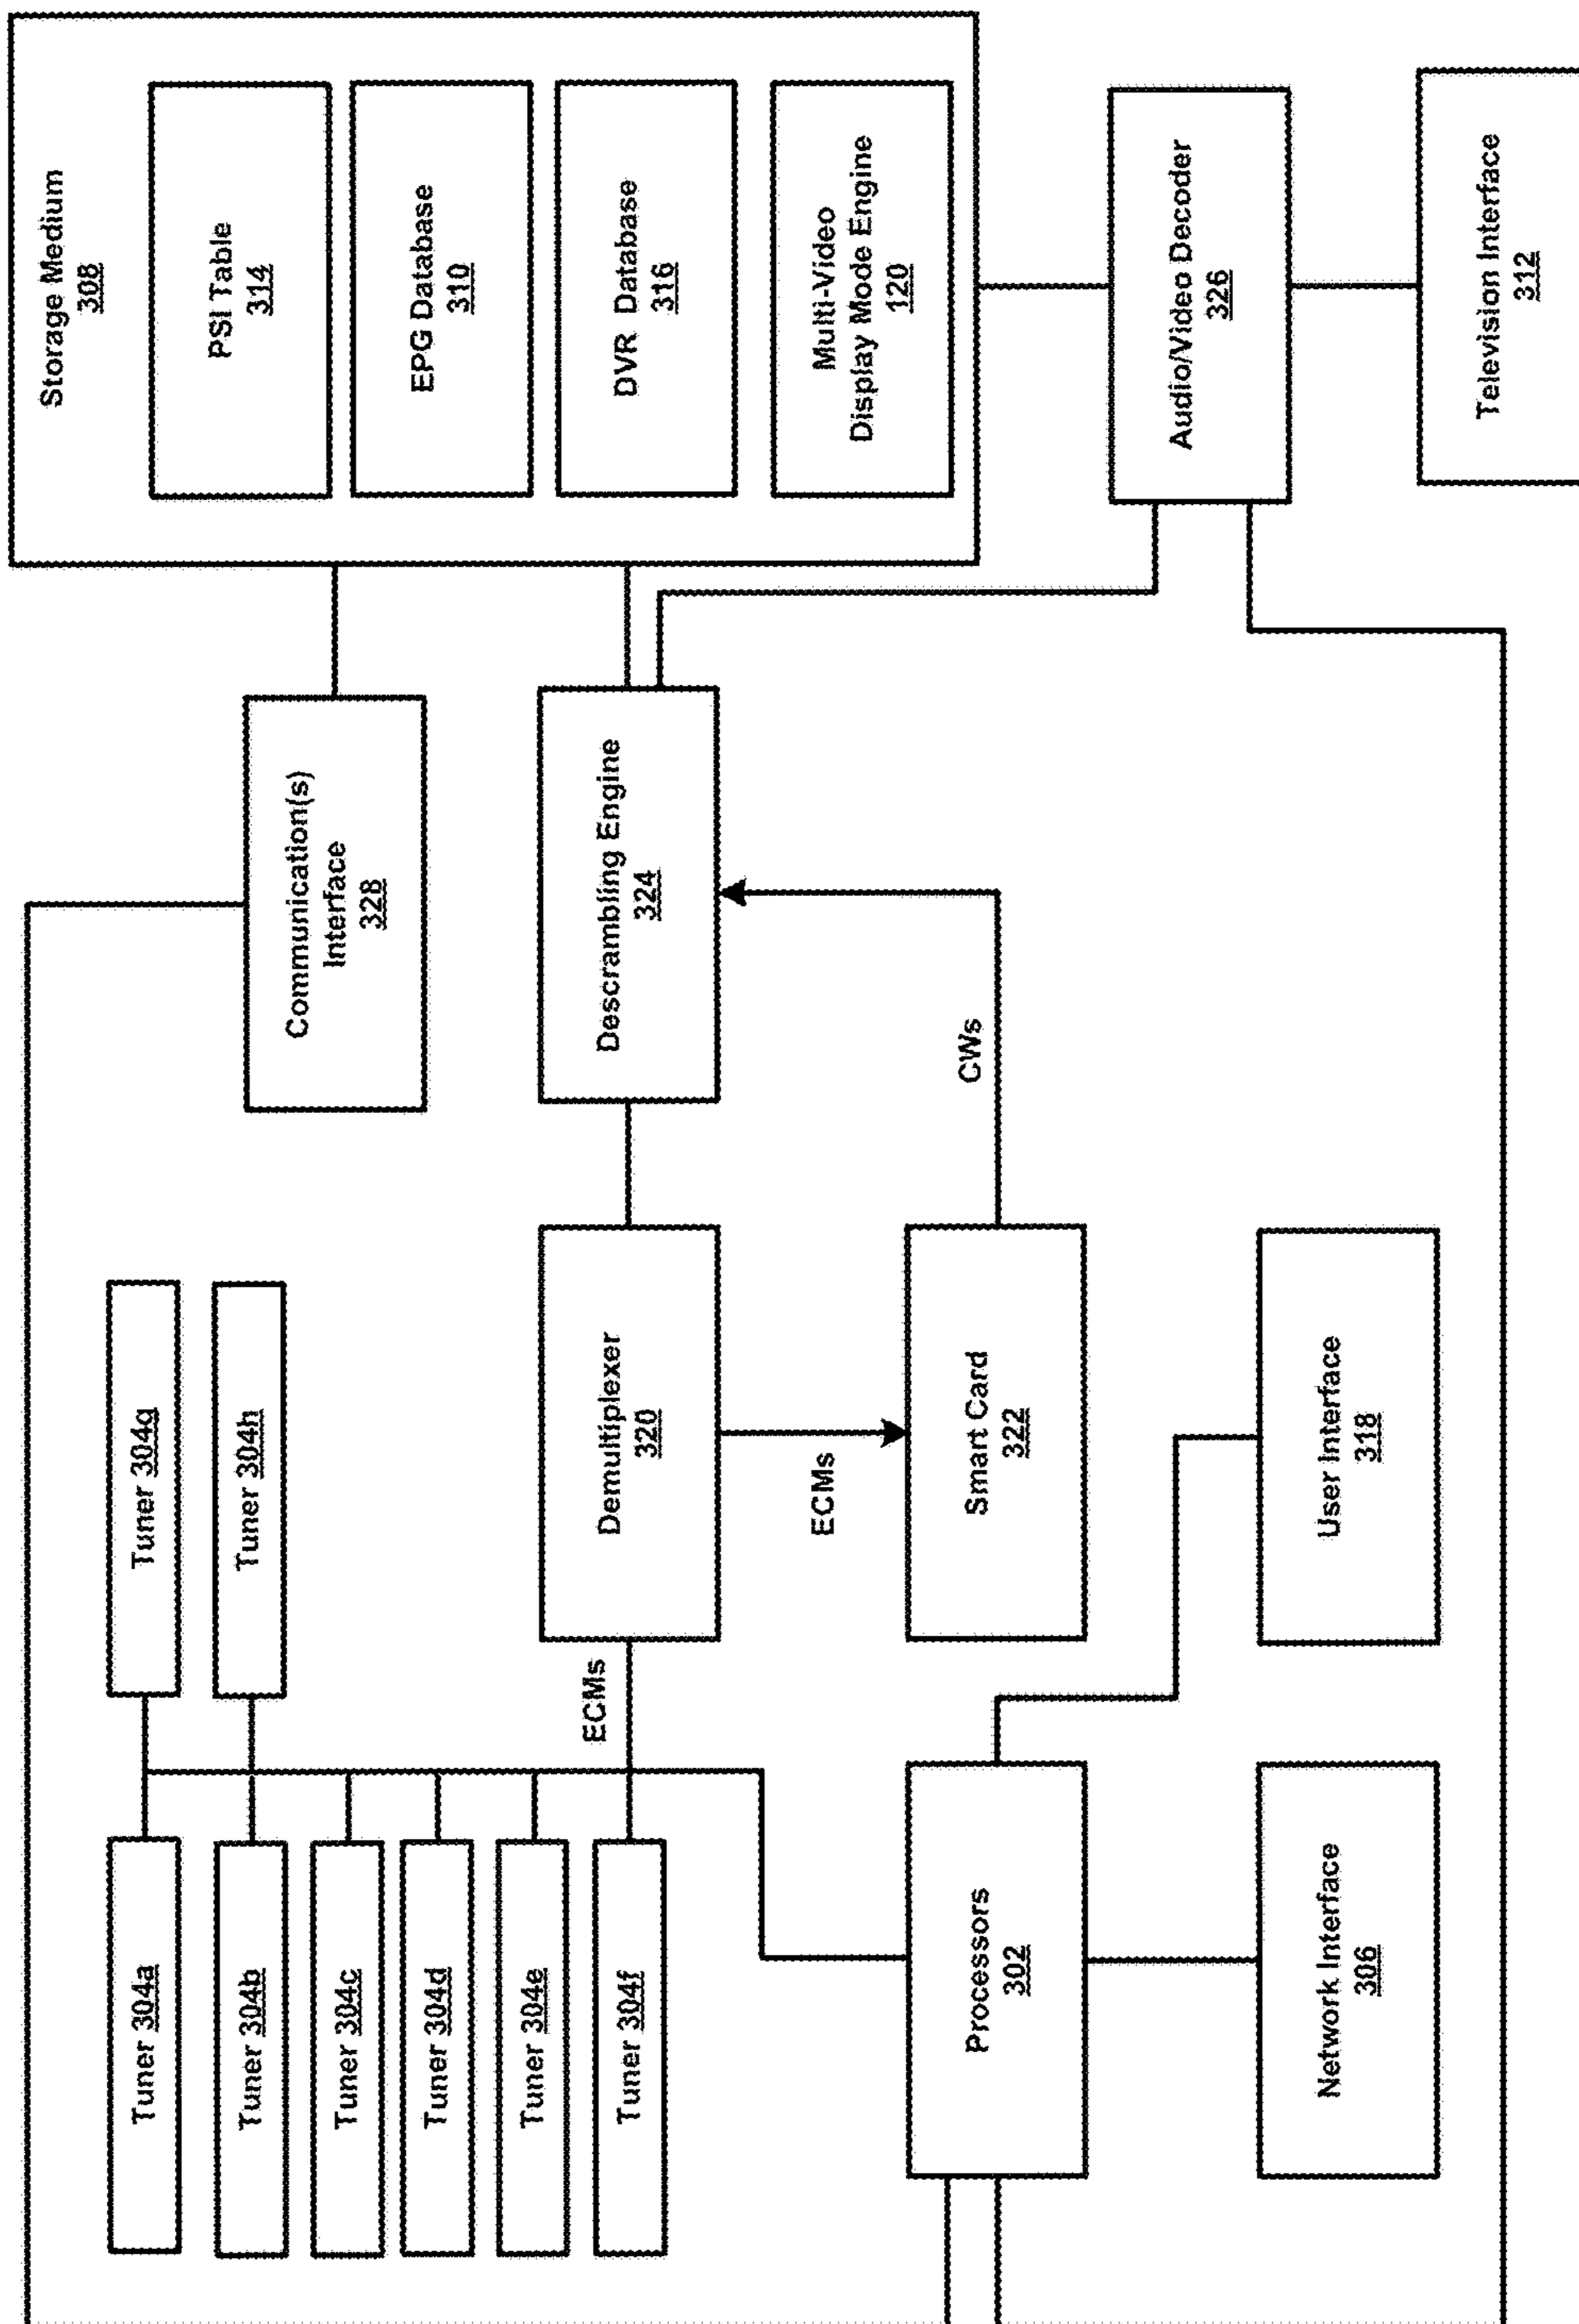 Tuner 304a
Tuner 304b
Tuner 304c
Tuner 304d
Tuner 304e
Tuner 304f
Tuner 304g
Tuner 304h
Communication(s)
Interface
328
Storage Medium
308
PSI Table
314
EPG Database
310
DVR Database
316
Multi-Video
Display Mode Engine
120
ECMs
Demultiplexer
320
Descrambling Engine
324
ECMs
CWs
Processors
302
Smart Card
322
Audio/Video Decoder
326
Network Interface
306
User Interface
318
Television Interface
312